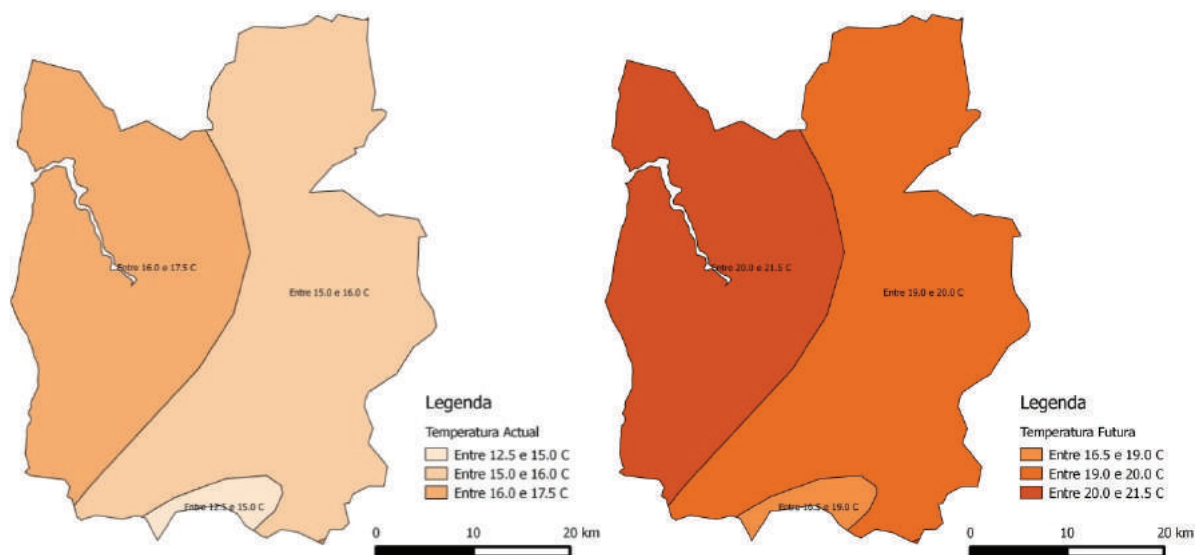 Entre 16.0 e 17.5 C
Entre 15.0 e 16.0 C
Entre 12.5 e 15.0 C
Legenda
Temperatura Actual
Entre 12.5 e 15.0 C
Entre 15.0 e 16.0 C
Entre 16.0 e 17.5 C
0 10 20 km
Entre 20.0 e 21.5 C
Entre 19.0 e 20.0 C
Entre 16.5 e 19.0 C
Legenda
Temperatura Futura
Entre 16.5 e 19.0 C
Entre 19.0 e 20.0 C
Entre 20.0 e 21.5 C
0 10 20 km